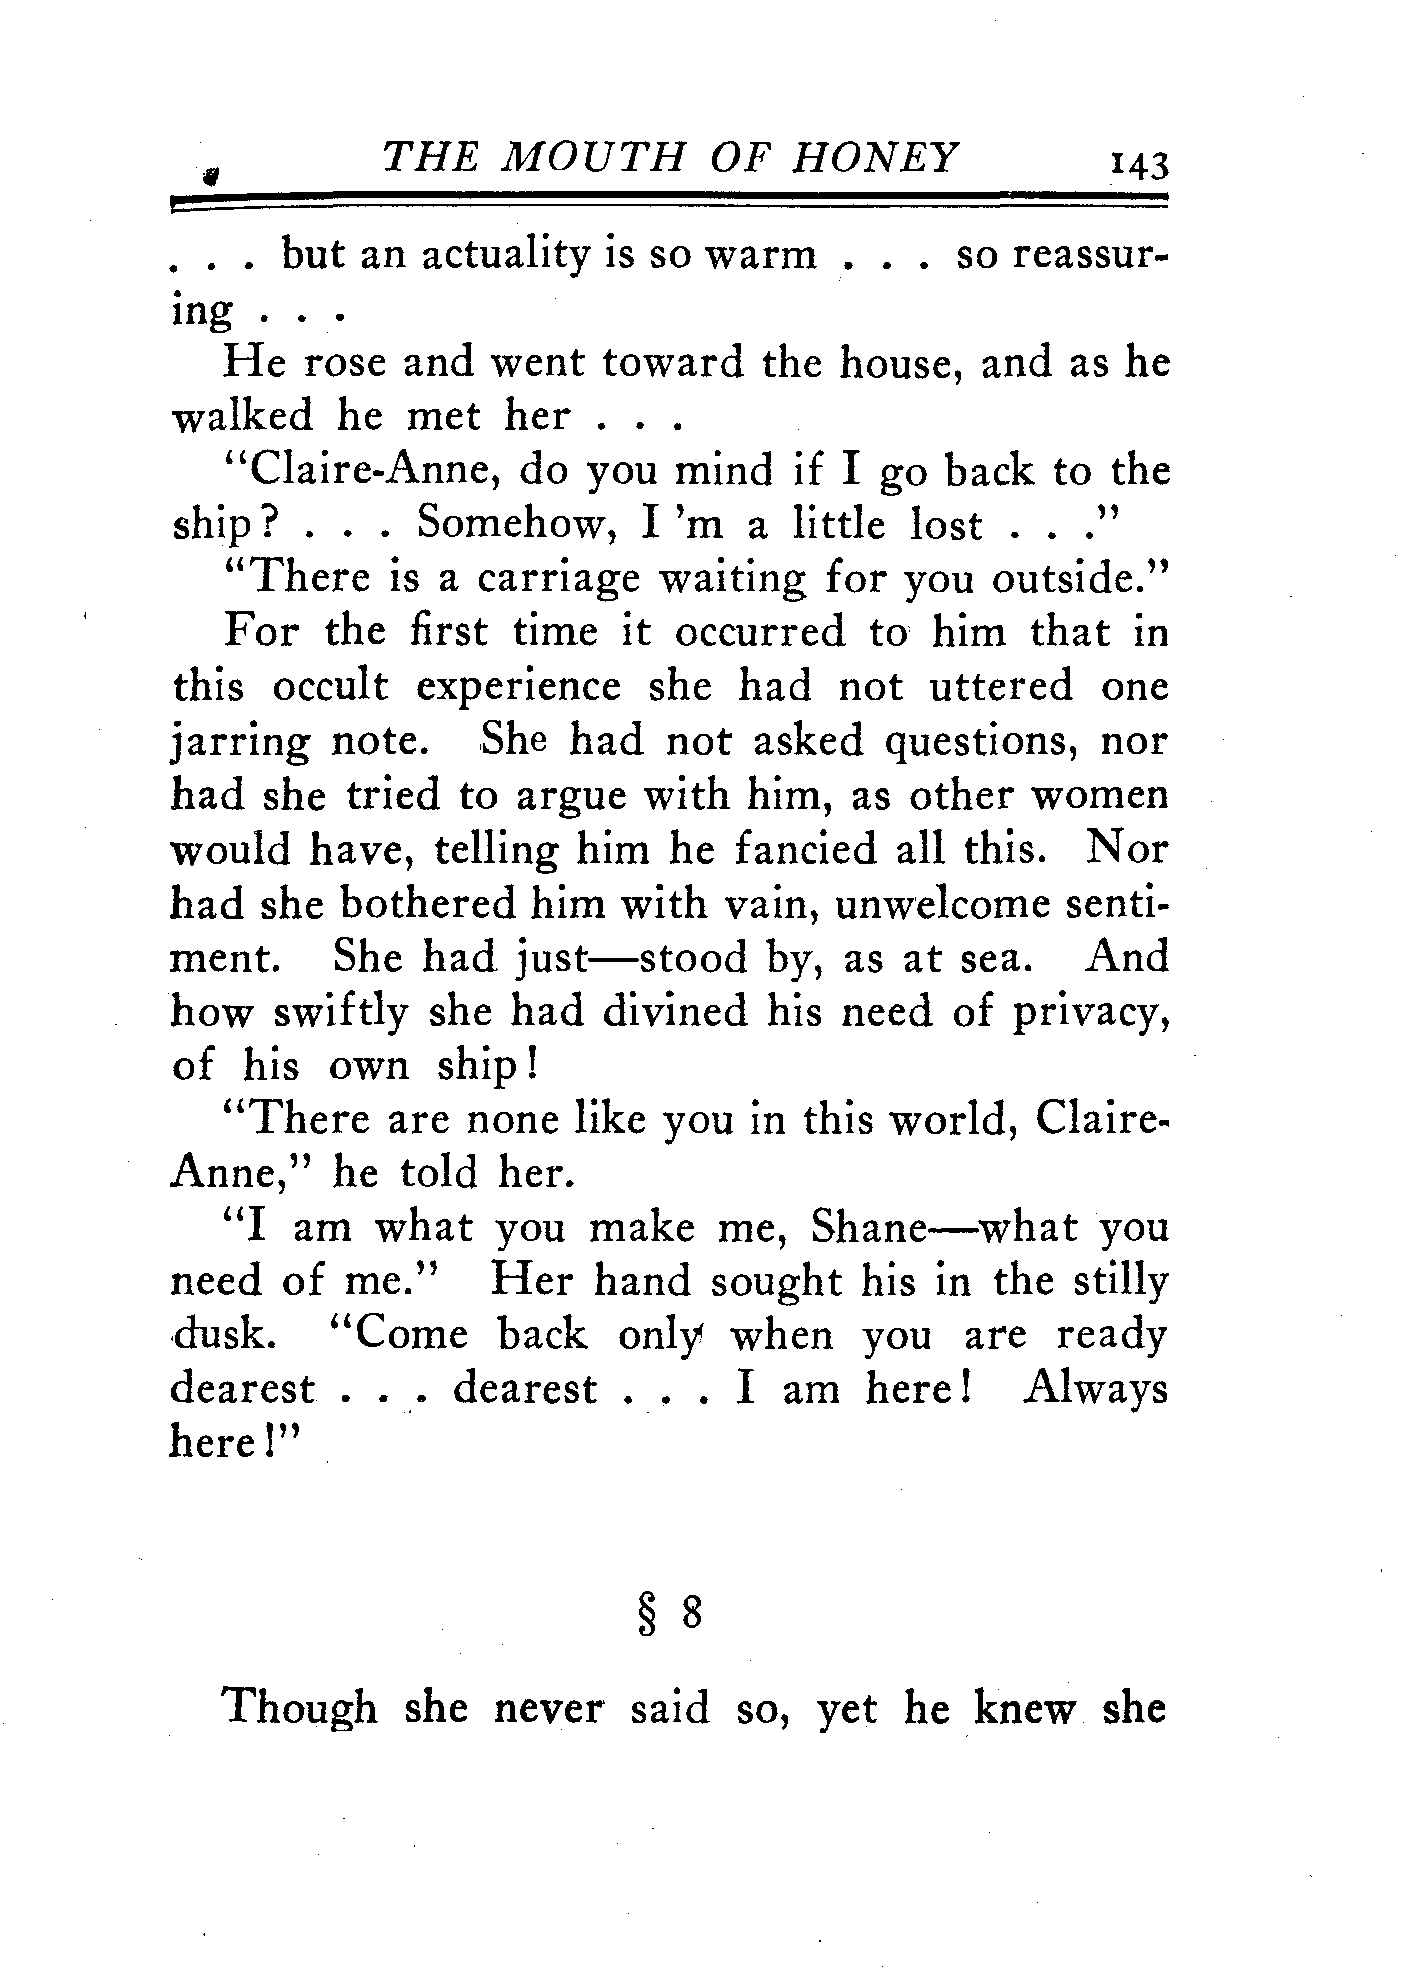 THE MOUTH OF HONEY 143
. . . but an actuality is so warm . . . so reassur-
ing . . .
He rose and went toward the house, and as he
walked he met her . . .
“Claire-Anne, do you mind if I go back to the
ship? . . . Somehow, I 'm a little lost . . .”
“There is a carriage waiting for you outside.”
For the first time it occurred to him that in
this occult experience she had not uttered one
jarring note. She had not asked questions, nor
had she tried to argue with him, as other women
would have, telling him he fancied all this. Nor
had she bothered him with vain, unwelcome senti-
ment. She had just—stood by, as at sea. And
how swiftly she had divined his need of privacy,
of his own ship!
“There are none like you in this world, Claire-
Anne,” he told her.
“I am what you make me, Shane—what you
need of me.” Her hand sought his in the stilly
dusk. “Come back only when you are ready
dearest . . . dearest . . . I am here! Always
here!”
§ 8
Though she never said so, yet he knew she